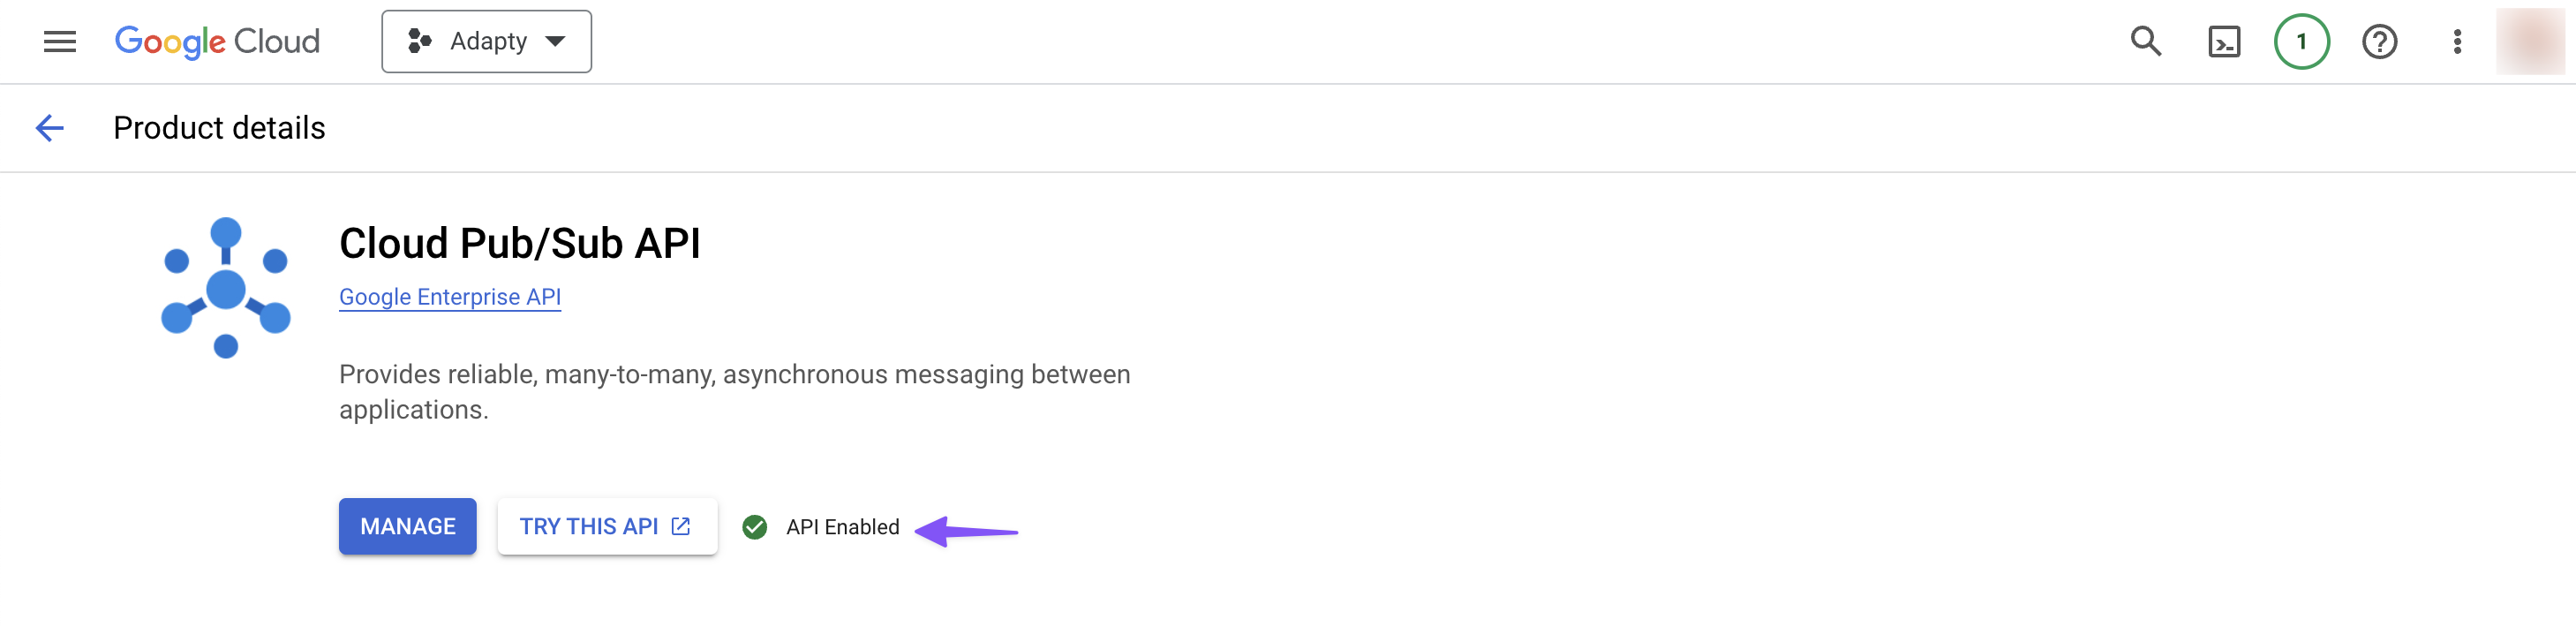 Google Cloud
Adapty
1
Product details
Cloud Pub/Sub API
Google Enterprise API
Provides reliable, many-to-many, asynchronous messaging between
applications.
MANAGE
TRY THIS API
API Enabled